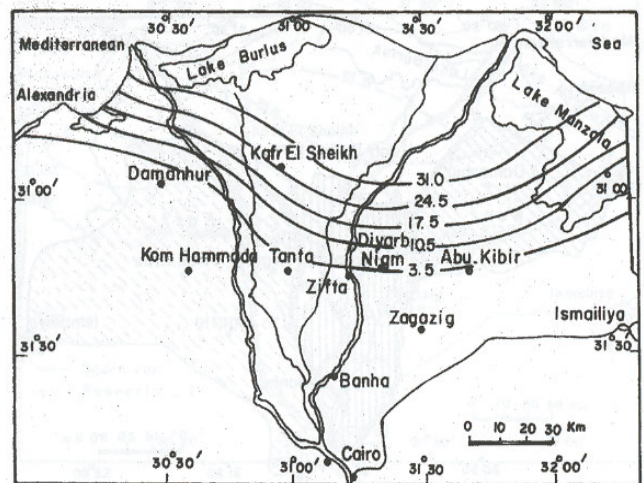 30 30'
31 00'
31 30'
32 00'
Mediterranean
Sea
Lake Burlus
Lake Manzala
Alexandria
Kafr El Sheikh
31.0
24.5
17.5
10.5
3.5
Damanhur
31 00'
31 00'
Diyarb
Niam
Kom Hammada
Tanta
Abu Kibir
Zifta
Zagazig
Ismailiya
31 30'
31 30'
Banha
0 10 20 30 Km
Cairo
30 30'
31 00'
31 30'
32 00'